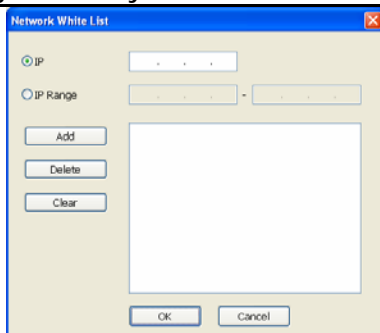 Network White List
IP
. . .
IP Range
. . . - . . .
Add
Delete
Clear
OK Cancel